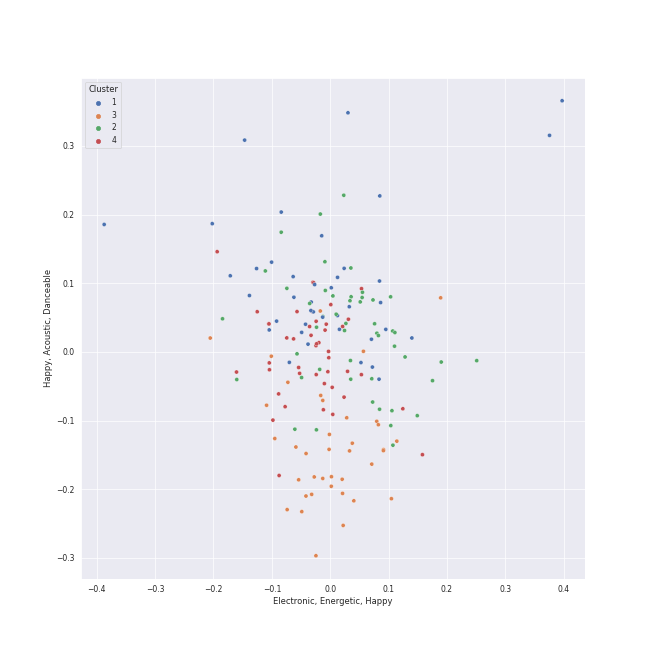 Cluster
1
3
2
4
0.3
0.2
0.1
0.0
−0.1
−0.2
−0.3
Happy, Acoustic, Danceable
−0.4 −0.3 −0.2 −0.1 0.0 0.1 0.2 0.3 0.4
Electronic, Energetic, Happy